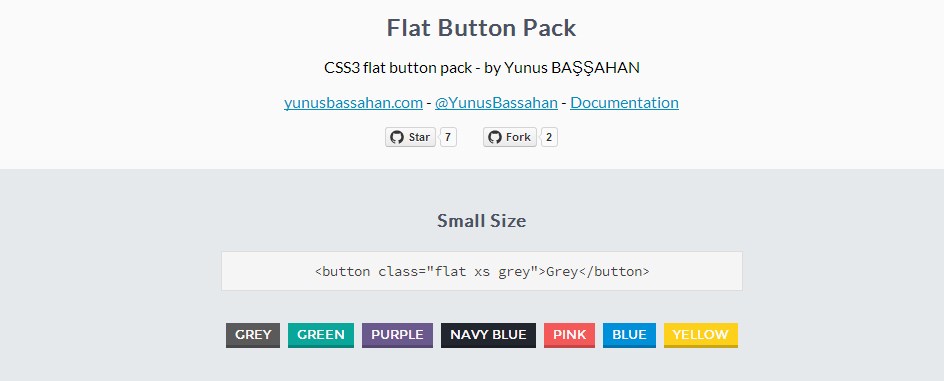 Flat Button Pack
CSS3 flat button pack - by Yunus BAŞŞAHAN
yunusbassahan.com - @YunusBassahan - Documentation
Star 7 Fork 2
Small Size
<button class="flat xs grey">Grey</button>
GREY GREEN PURPLE NAVY BLUE PINK BLUE YELLOW